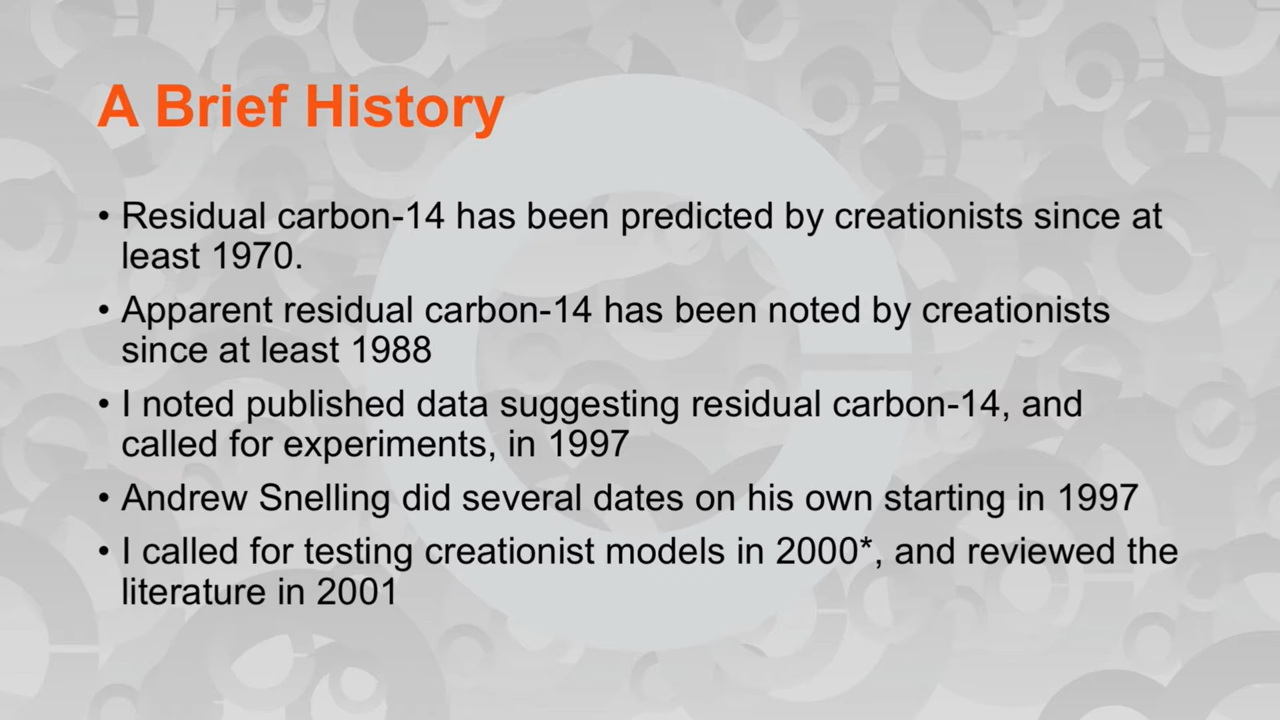 A Brief History
• Residual carbon-14 has been predicted by creationists since at
least 1970.
• Apparent residual carbon-14 has been noted by creationists
since at least 1988
• I noted published data suggesting residual carbon-14, and
called for experiments, in 1997
• Andrew Snelling did several dates on his own starting in 1997
• I called for testing creationist models in 2000*, and reviewed the
literature in 2001